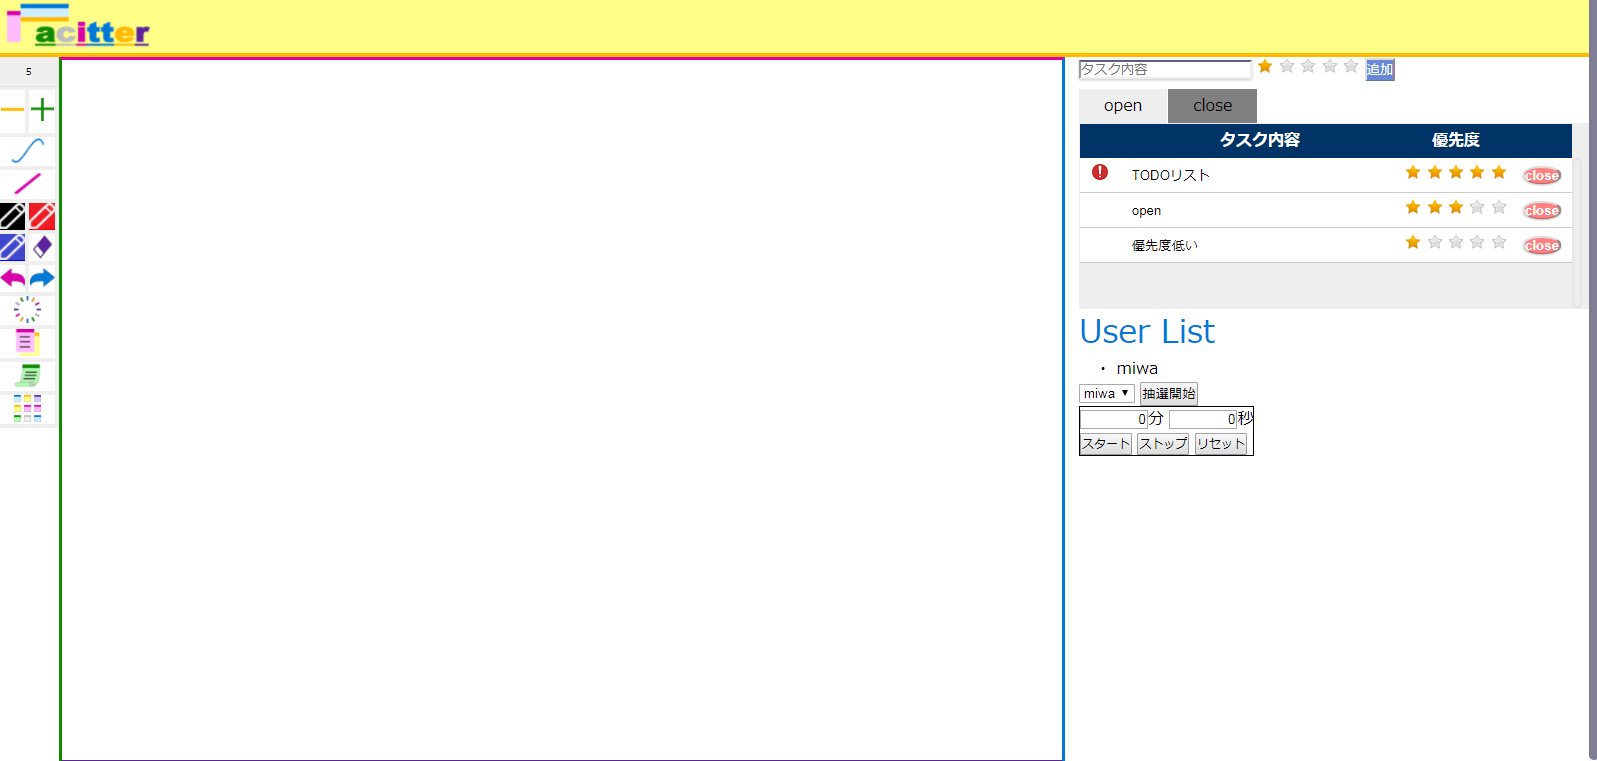 Facitter
5
タスク内容 追加
open close
タスク内容 優先度
TODOリスト close
open close
優先度低い close
User List
・ miwa
miwa 抽選開始
0分 0秒
スタート ストップ リセット